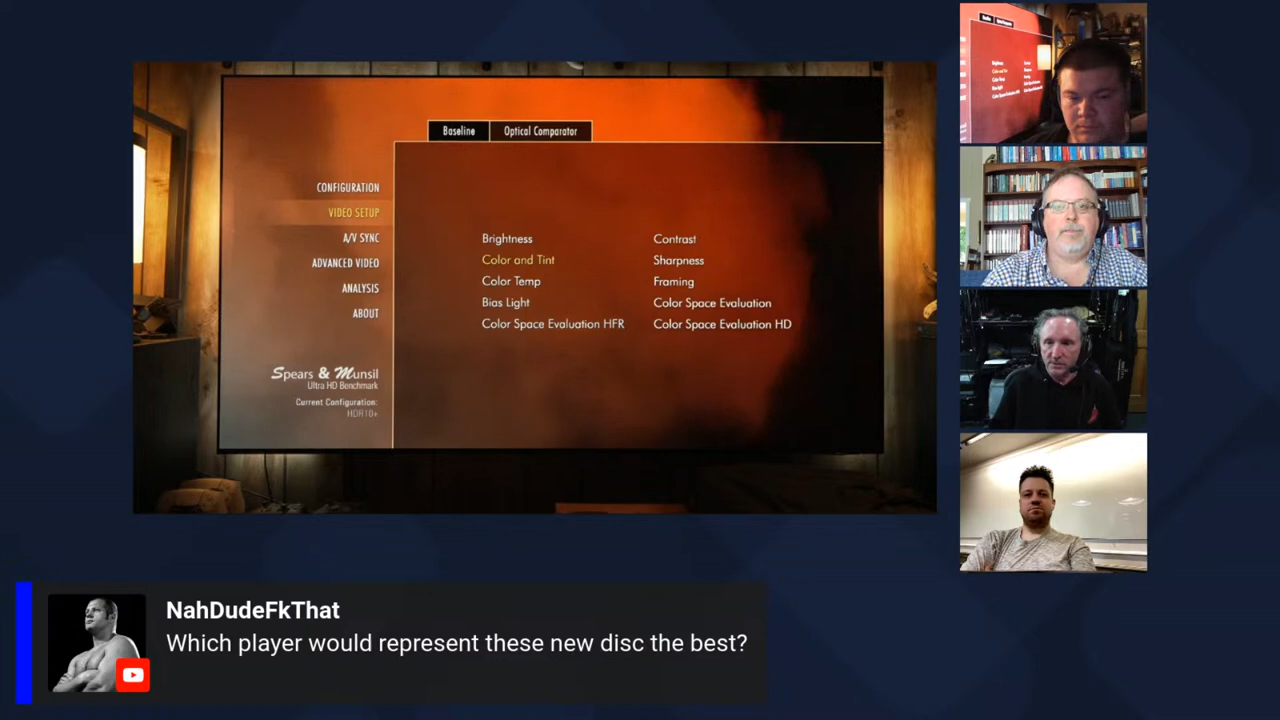 Baseline
Optical Comparator
CONFIGURATION
VIDEO SETUP
A/V SYNC
ADVANCED VIDEO
ANALYSIS
ABOUT
Brightness
Contrast
Color and Tint
Sharpness
Color Temp
Framing
Bias Light
Color Space Evaluation
Color Space Evaluation HFR
Color Space Evaluation HD
Spears & Munsil
Ultra HD Benchmark
Current Configuration:
HDR10+
NahDudeFkThat
Which player would represent these new disc the best?